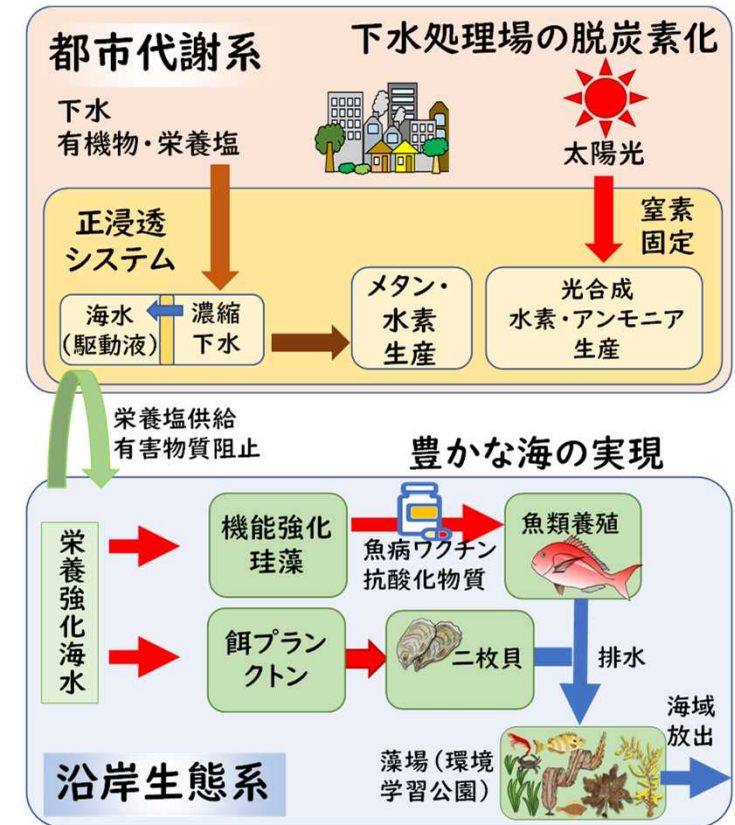 都市代謝系
下水処理場の脱炭素化
下水
有機物・栄養塩
太陽光
正浸透
システム
窒素
固定
海水
(駆動液)
濃縮
下水
メタン・
水素
生産
光合成
水素・アンモニア
生産
栄養塩供給
有害物質阻止
豊かな海の実現
栄養強化海水
機能強化
珪藻
魚病ワクチン
抗酸化物質
魚類養殖
餌プラン
クトン
二枚貝
排水
海域
放出
藻場(環境
学習公園)
沿岸生態系